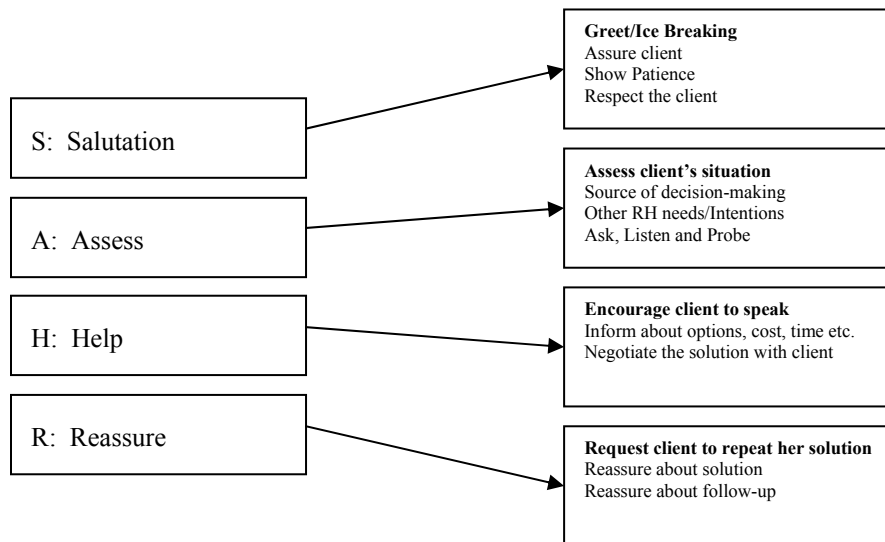 S: Salutation
Greet/Ice Breaking
Assure client
Show Patience
Respect the client
A: Assess
Assess client’s situation
Source of decision-making
Other RH needs/Intentions
Ask, Listen and Probe
H: Help
Encourage client to speak
Inform about options, cost, time etc.
Negotiate the solution with client
R: Reassure
Request client to repeat her solution
Reassure about solution
Reassure about follow-up